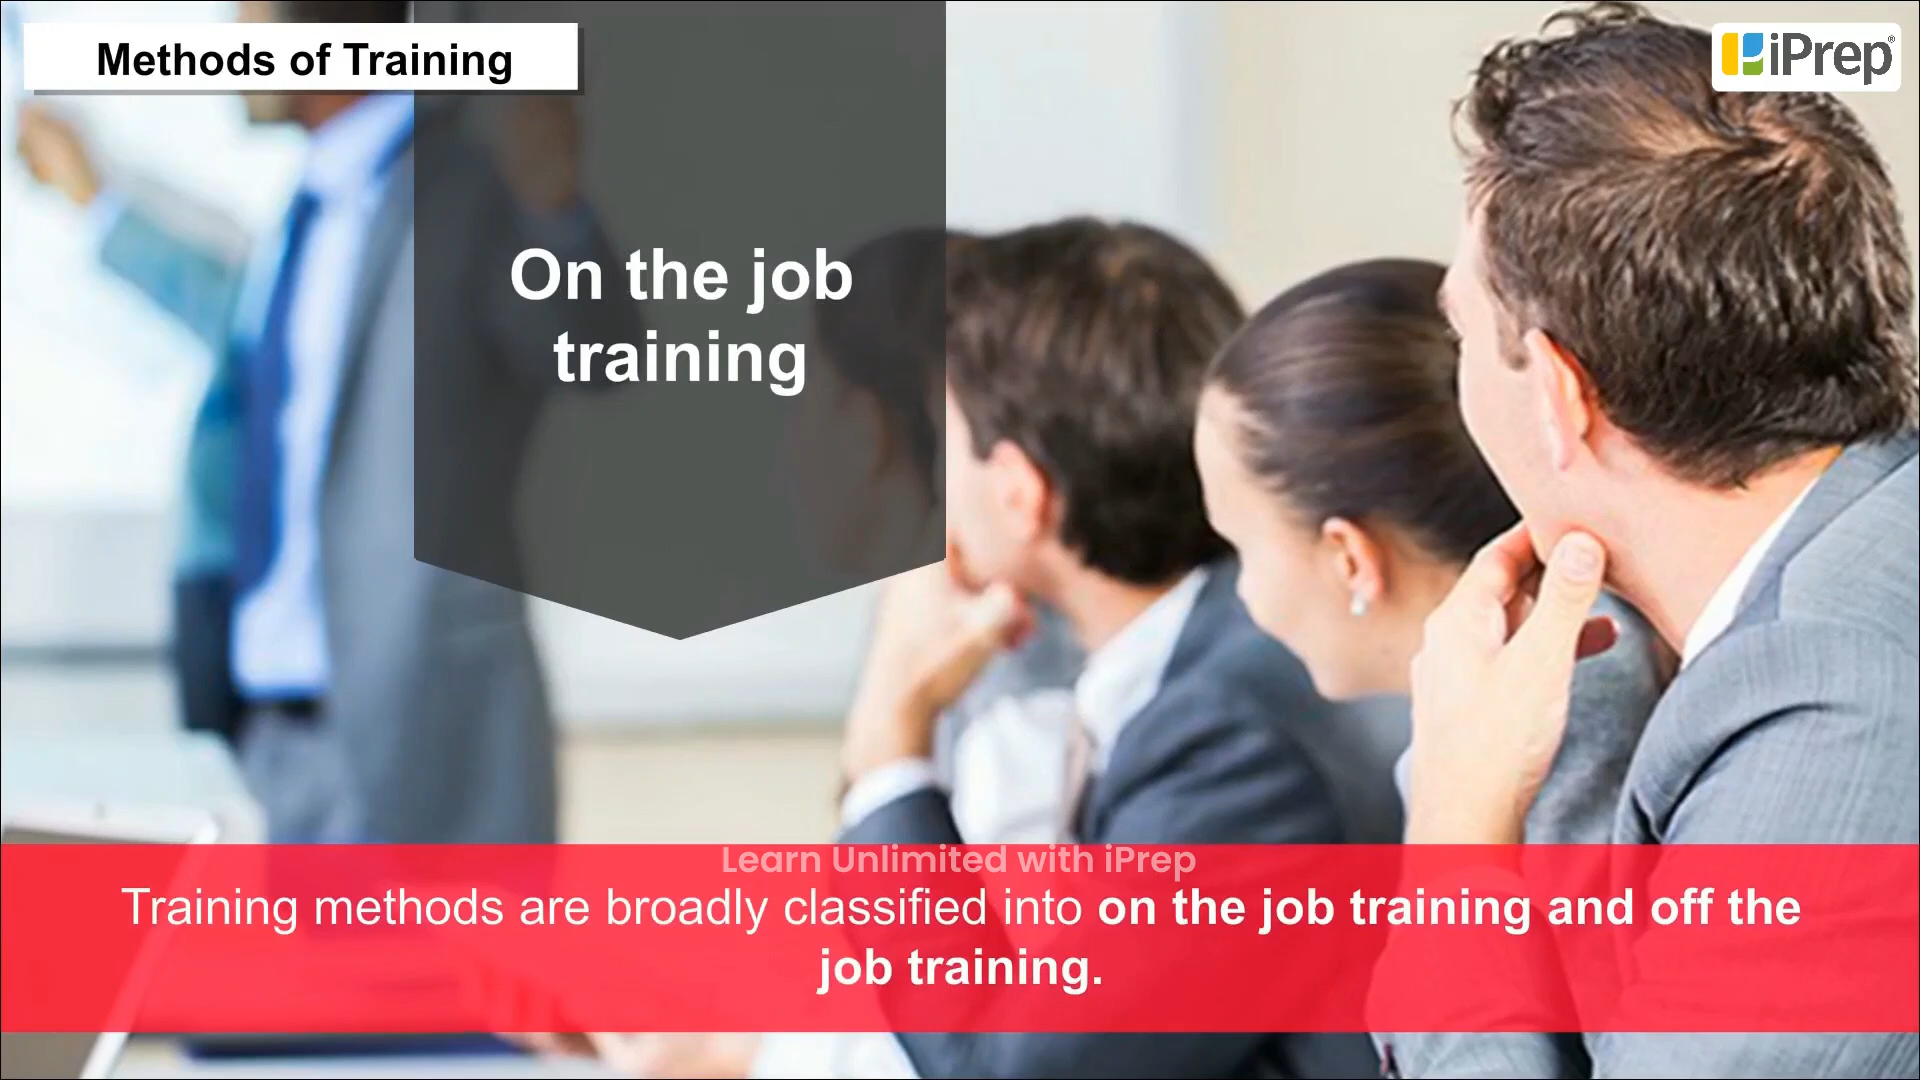 Methods of Training
iPrep®
On the job
training
Learn Unlimited with iPrep
Training methods are broadly classified into on the job training and off the
job training.